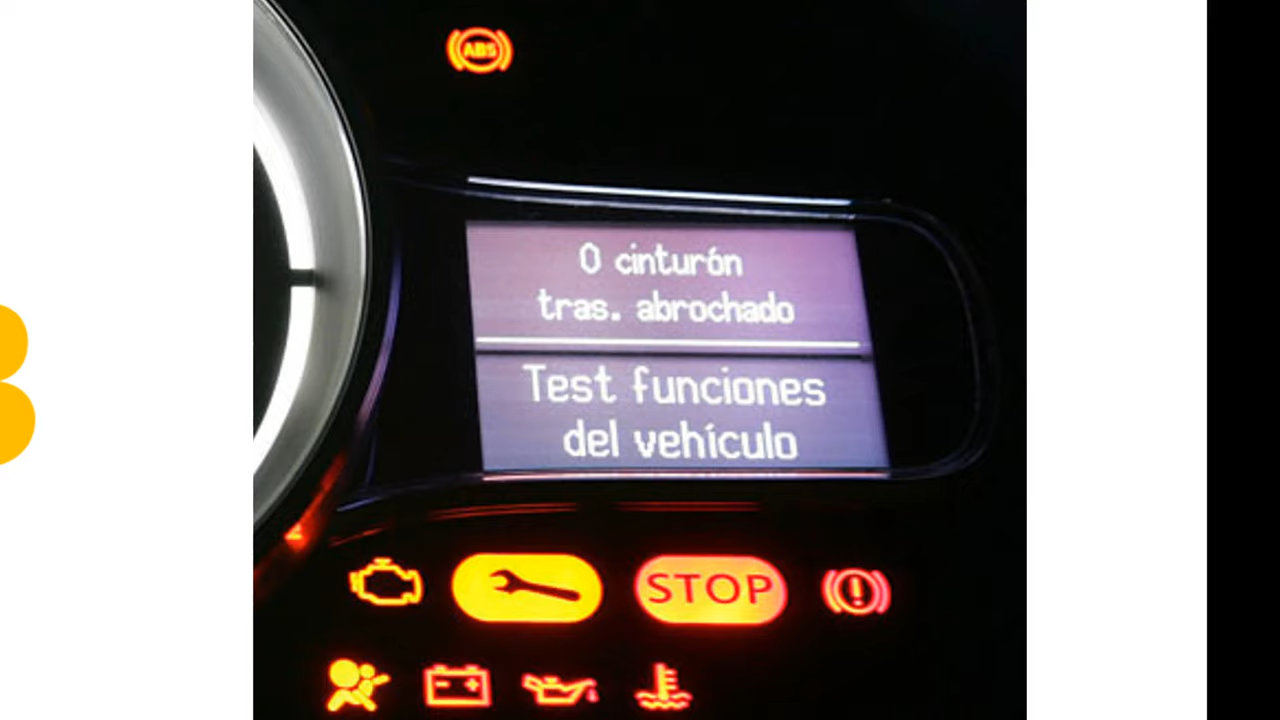 ABS
0 cinturón
tras. abrochado
Test funciones
del vehículo
STOP